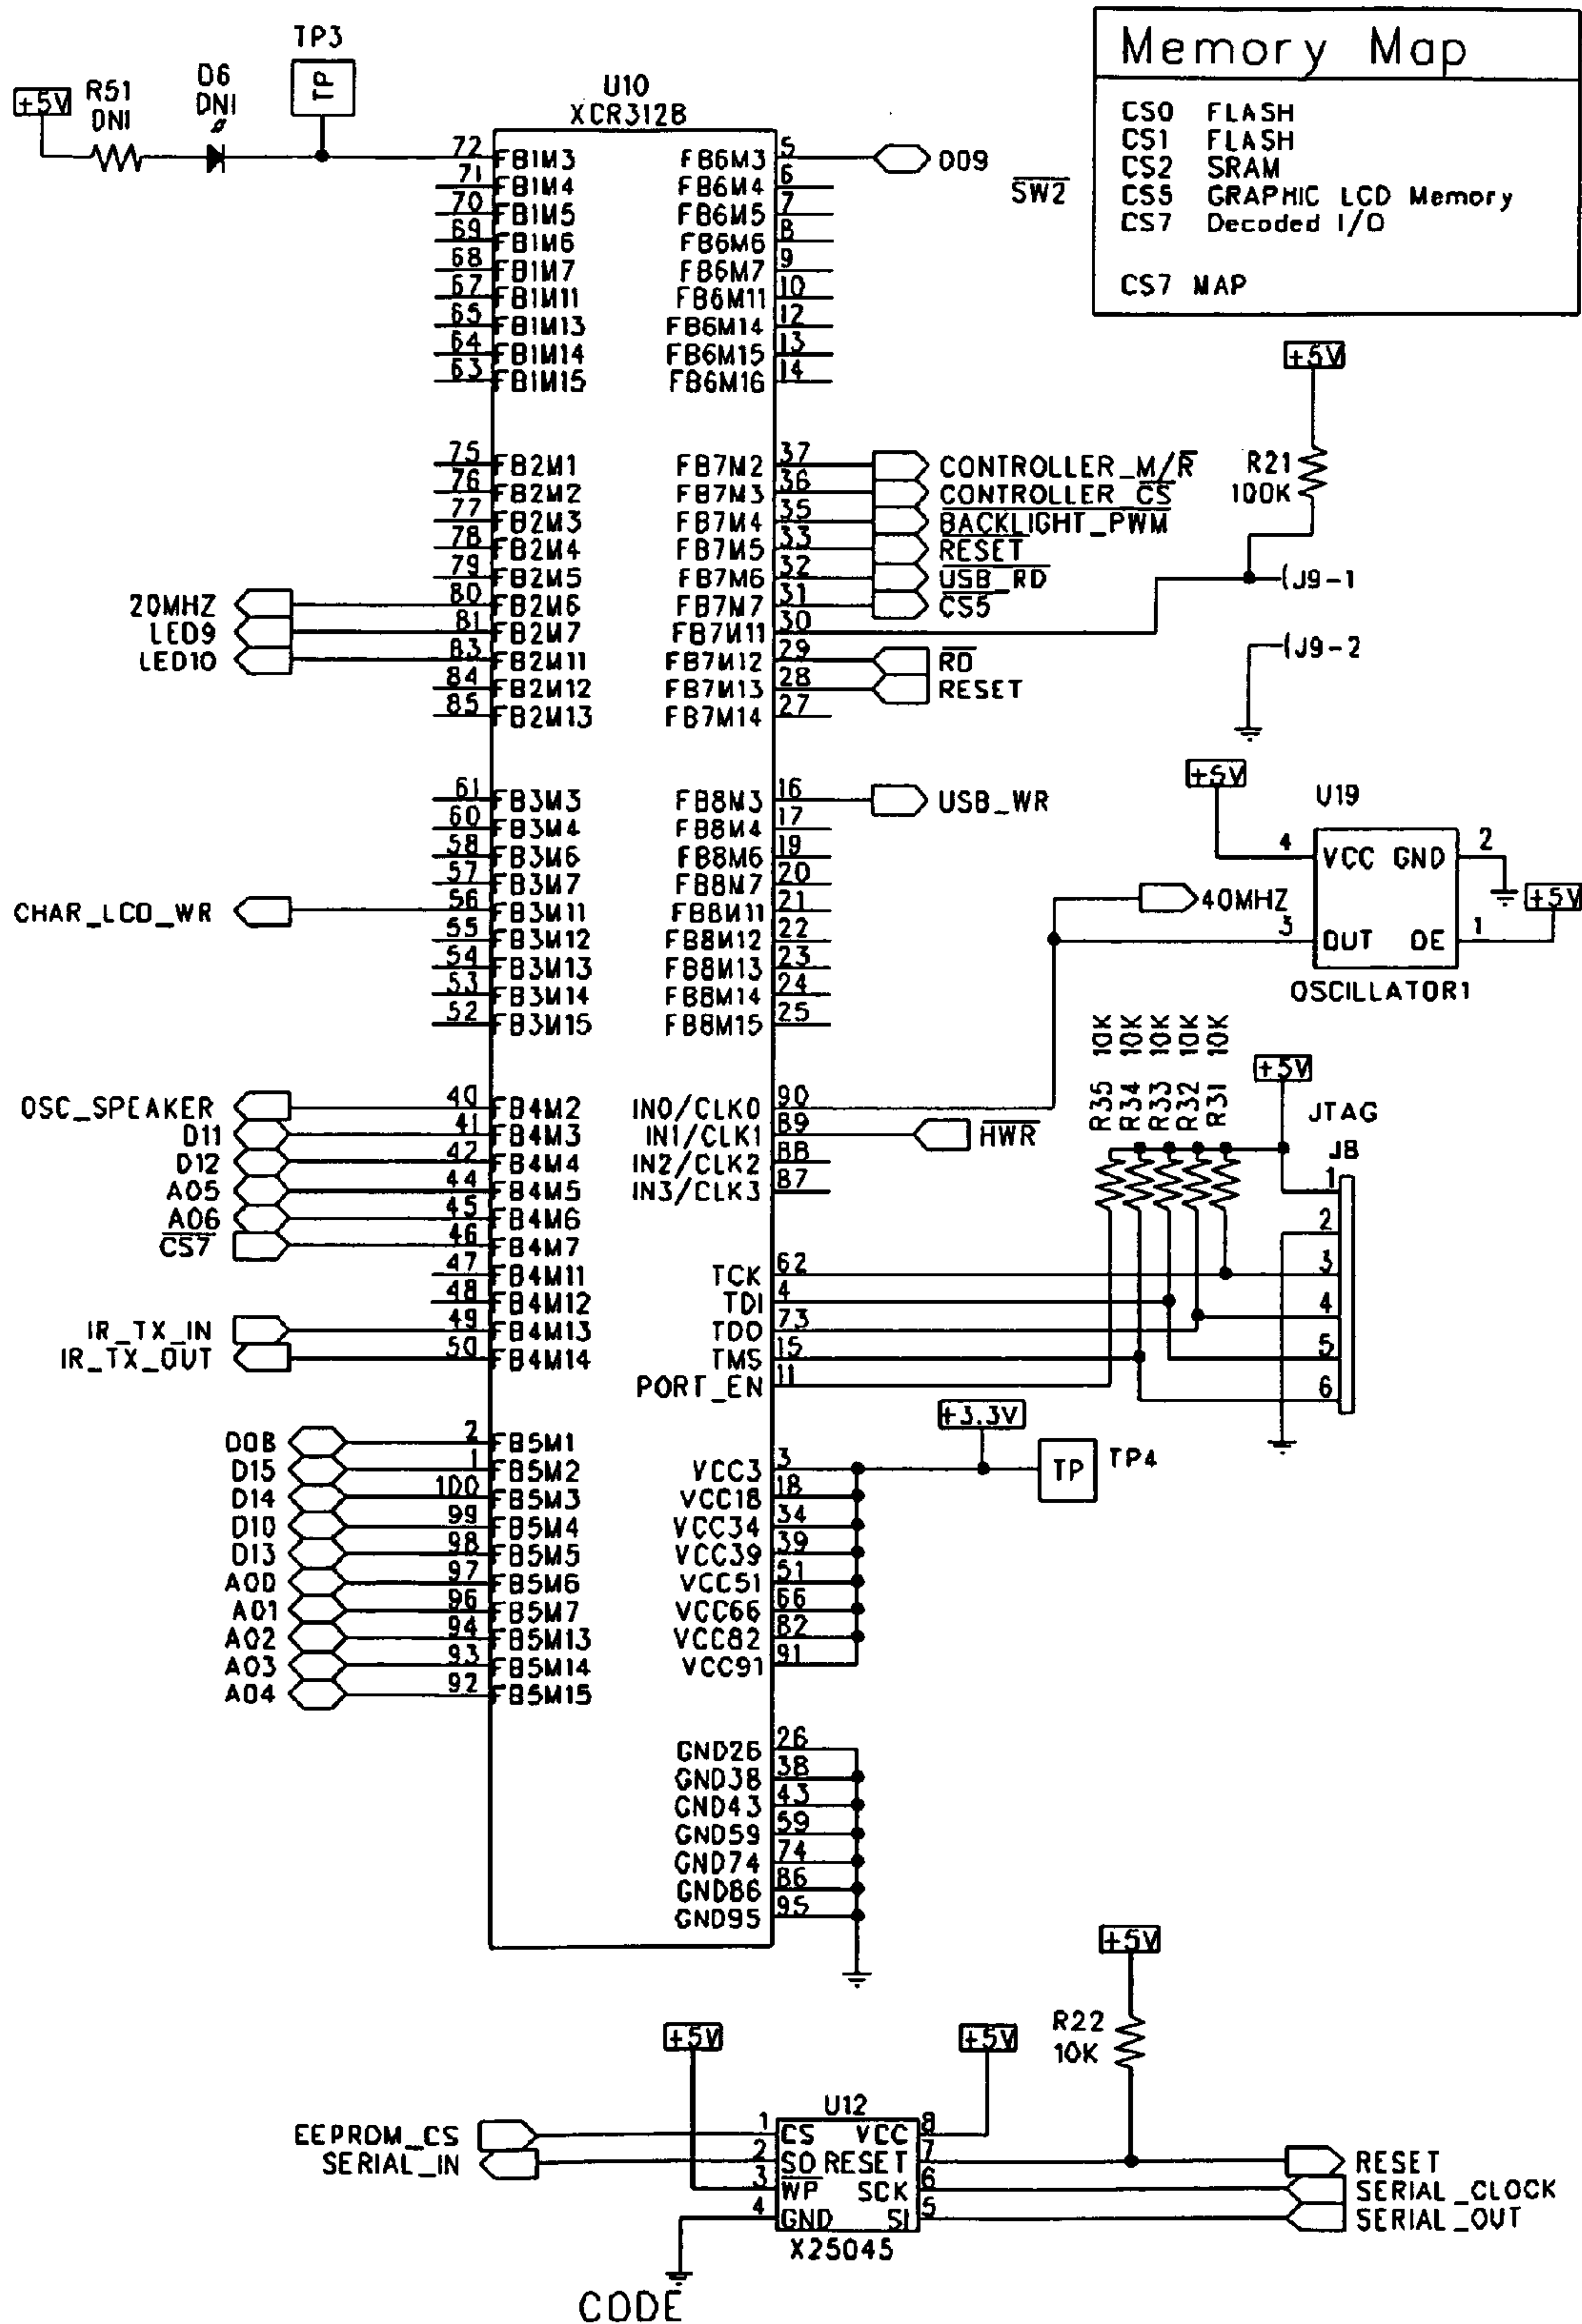 TP3
TP
+5V
R51
DNI
D6
DNI
U10
XCR3128
Memory Map
CS0 FLASH
CS1 FLASH
CS2 SRAM
CS5 GRAPHIC LCD Memory
CS7 Decoded I/O
CS7 MAP
72 FB1M3 FB6M3 5 D09
71 FB1M4 FB6M4 6 SW2
70 FB1M5 FB6M5 7
69 FB1M6 FB6M6 8
68 FB1M7 FB6M7 9
67 FB1M11 FB6M11 10
65 FB1M13 FB6M14 12
64 FB1M14 FB6M15 13
63 FB1M15 FB6M16 14
+5V
R21
100K
75 FB2M1 FB7M2 37 CONTROLLER_M/R
76 FB2M2 FB7M3 36 CONTROLLER_CS
77 FB2M3 FB7M4 35 BACKLIGHT_PWM
78 FB2M4 FB7M5 33 RESET
79 FB2M5 FB7M6 32 USB_RD
J9-1
20MHZ 80 FB2M6 FB7M7 31 CS5
LED9 81 FB2M7 FB7M11 30
J9-2
LED10 83 FB2M11 FB7M12 29 RD
84 FB2M12 FB7M13 28 RESET
85 FB2M13 FB7M14 27
61 FB3M3 FB8M3 16 USB_WR
60 FB3M4 FB8M4 17
58 FB3M6 FB8M6 19
57 FB3M7 FB8M7 20
CHAR_LCD_WR 56 FB3M11 FB8M11 21
55 FB3M12 FB8M12 22
54 FB3M13 FB8M13 23
53 FB3M14 FB8M14 24
52 FB3M15 FB8M15 25
+5V
U19
4 VCC GND 2
40MHZ
+5V
3 OUT OE 1
OSCILLATOR1
R35 10K
R34 10K
R33 10K
R32 10K
R31 10K
+5V
JTAG
J8
1
2
3
4
5
6
OSC_SPEAKER 40 FB4M2 IN0/CLK0 90
D11 41 FB4M3 IN1/CLK1 89 HWR
D12 42 FB4M4 IN2/CLK2 88
A05 44 FB4M5 IN3/CLK3 87
A06 45 FB4M6
CS7 46 FB4M7
47 FB4M11 TCK 62
48 FB4M12 TDI 4
IR_TX_IN 49 FB4M13 TDO 73
IR_TX_OUT 50 FB4M14 TMS 15
PORT_EN 11
+3.3V
TP
TP4
D08 2 FB5M1
D15 1 FB5M2 VCC3 3
D14 100 FB5M3 VCC18 18
D10 99 FB5M4 VCC34 34
D13 98 FB5M5 VCC39 39
A00 97 FB5M6 VCC51 51
A01 96 FB5M7 VCC66 66
A02 94 FB5M13 VCC82 82
A03 93 FB5M14 VCC91 91
A04 92 FB5M15
GND26 26
GND38 38
GND43 43
GND59 59
GND74 74
GND86 86
GND95 95
+5V
+5V
+5V
R22
10K
U12
EEPROM_CS 1 CS VCC 8
SERIAL_IN 2 SO RESET 7 RESET
3 WP SCK 6 SERIAL_CLOCK
4 GND SI 5 SERIAL_OUT
X25045
CODE